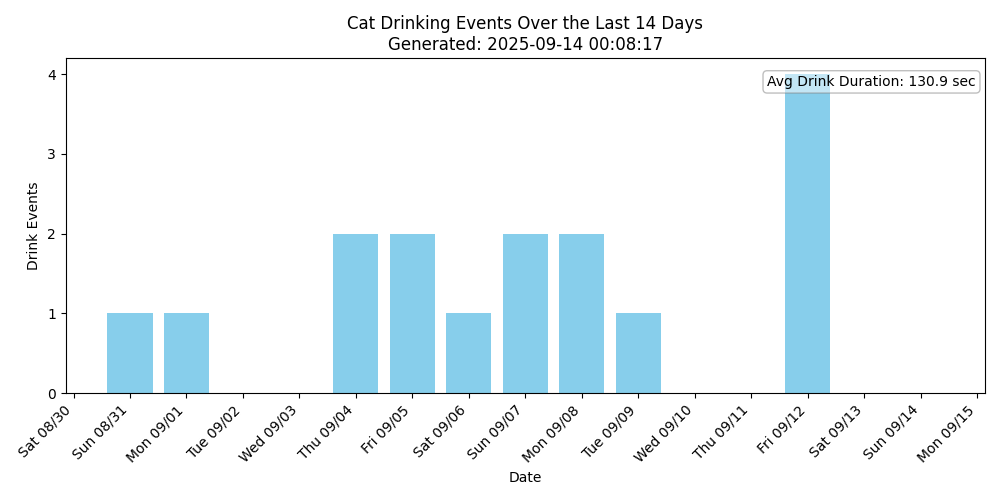 Cat Drinking Events Over the Last 14 Days
Generated: 2025-09-14 00:08:17
Avg Drink Duration: 130.9 sec
Drink Events
4
3
2
1
0
Sat 08/30
Sun 08/31
Mon 09/01
Tue 09/02
Wed 09/03
Thu 09/04
Fri 09/05
Sat 09/06
Sun 09/07
Mon 09/08
Tue 09/09
Wed 09/10
Thu 09/11
Fri 09/12
Sat 09/13
Sun 09/14
Mon 09/15
Date